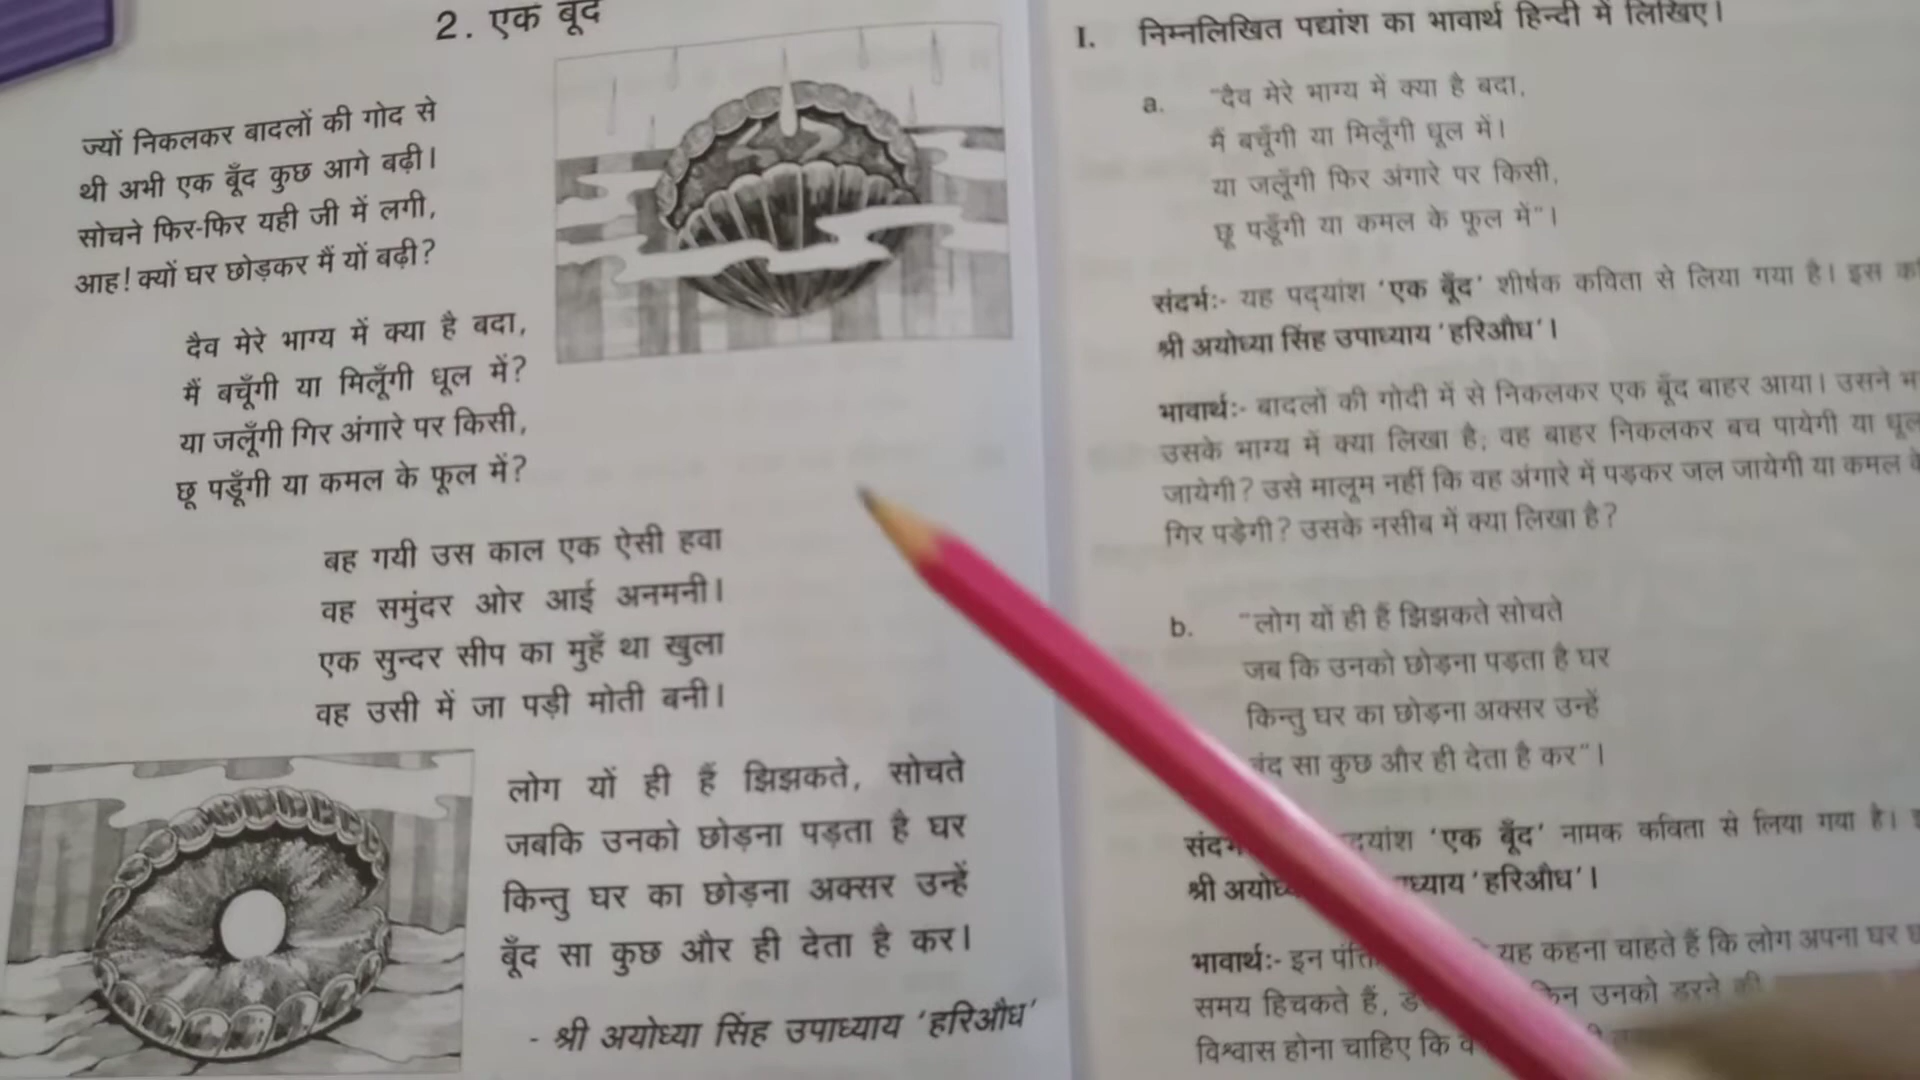 2. एक बूँद
ज्यों निकलकर बादलों की गोद से
थी अभी एक बूँद कुछ आगे बढ़ी।
सोचने फिर-फिर यही जी में लगी,
आह! क्यों घर छोड़कर मैं यों बढ़ी?
दैव मेरे भाग्य में क्या है बदा,
मैं बचूँगी या मिलूँगी धूल में?
या जलूँगी गिर अंगारे पर किसी,
छू पडूँगी या कमल के फूल में?
बह गयी उस काल एक ऐसी हवा
वह समुंदर ओर आई अनमनी।
एक सुन्दर सीप का मुहँ था खुला
वह उसी में जा पड़ी मोती बनी।
लोग यों ही हैं झिझकते, सोचते
जबकि उनको छोड़ना पड़ता है घर
किन्तु घर का छोड़ना अक्सर उन्हें
बूँद सा कुछ और ही देता है कर।
- श्री अयोध्या सिंह उपाध्याय 'हरिऔध'
I. निम्नलिखित पद्यांश का भावार्थ हिन्दी में लिखिए।
a. "दैव मेरे भाग्य में क्या है बदा,
मैं बचूँगी या मिलूँगी धूल में।
या जलूँगी फिर अंगारे पर किसी,
छू पडूँगी या कमल के फूल में"।
संदर्भः- यह पद्‌यांश 'एक बूँद' शीर्षक कविता से लिया गया है। इस
श्री अयोध्या सिंह उपाध्याय 'हरिऔध'।
भावार्थः- बादलों की गोदी में से निकलकर एक बूँद बाहर आया। उसने
उसके भाग्य में क्या लिखा है; वह बाहर निकलकर बच पायेगी या धूल
जायेगी? उसे मालूम नहीं कि वह अंगारे में पड़कर जल जायेगी या कमल
गिर पड़ेगी? उसके नसीब में क्या लिखा है?
b. "लोग यों ही हैं झिझकते सोचते
जब कि उनको छोड़ना पड़ता है घर
किन्तु घर का छोड़ना अक्सर उन्हें
सा कुछ और ही देता है कर"।
'एक बूँद' नामक कविता से लिया गया है।
श्री 'हरिऔध'।
भावार्थः- इन यह कहना चाहते हैं कि लोग अपना घर
समय हिचकते हैं, उनको डरने की
विश्वास होना चाहिए कि